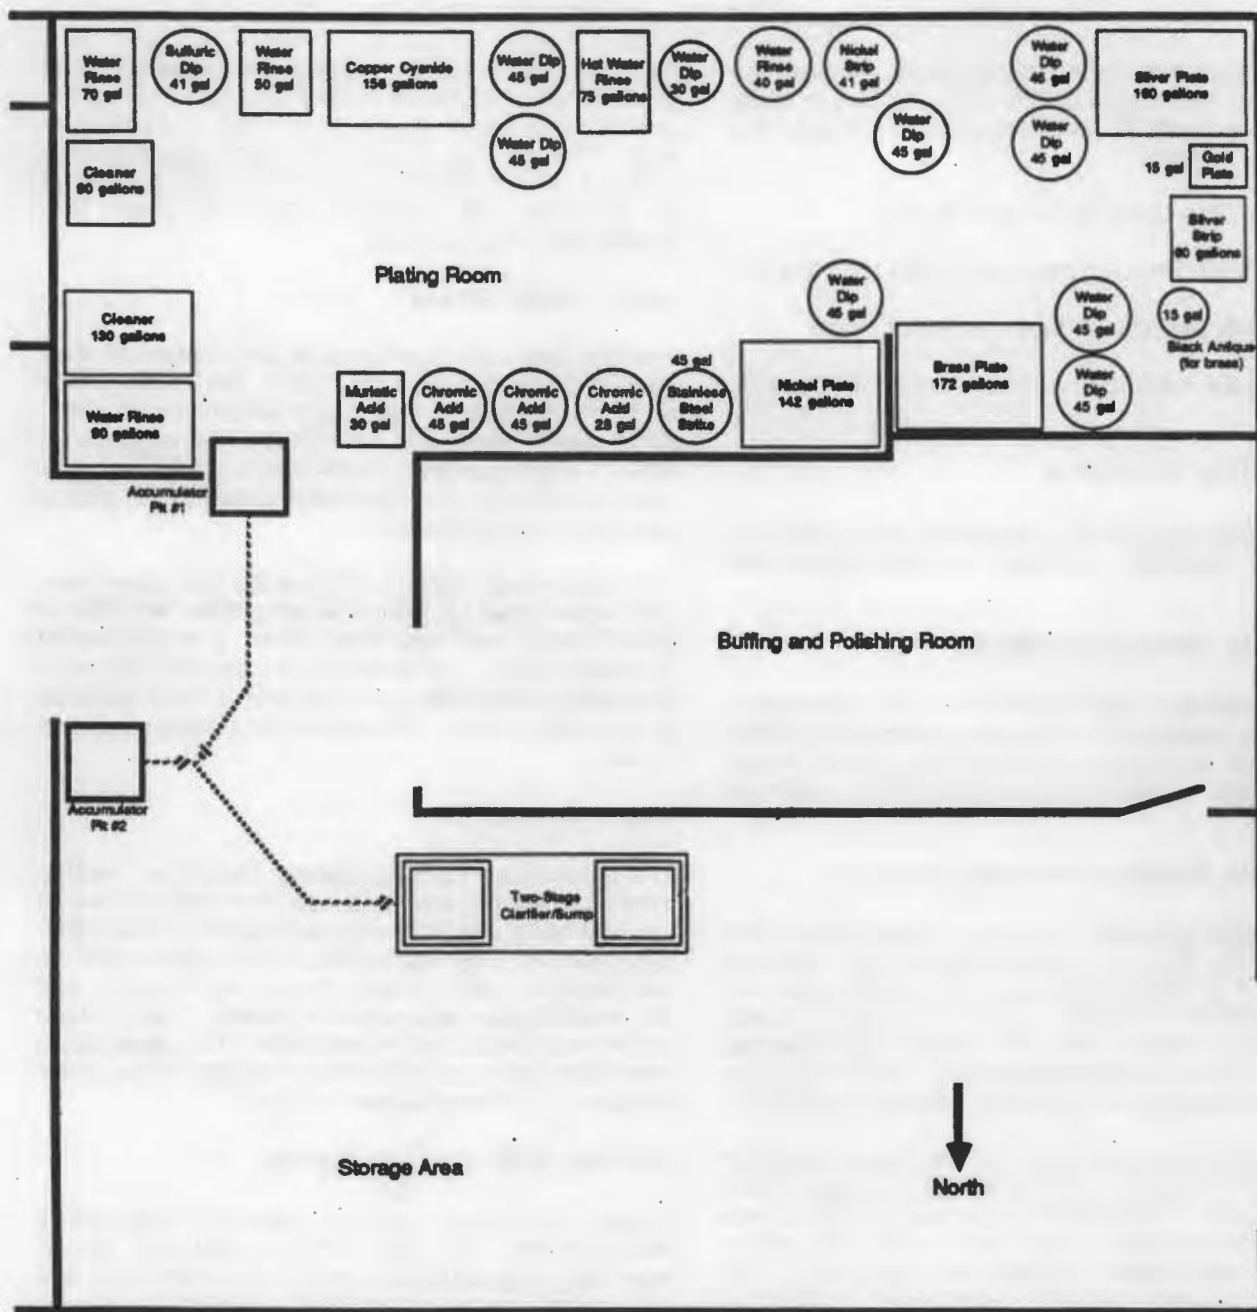 Water
Rinse
70 gal
Sulfuric
Dip
41 gal
Water
Rinse
50 gal
Copper Cyanide
156 gallons
Water Dip
45 gal
Water Dip
45 gal
Hot Water
Rinse
75 gallons
Water
Dip
30 gal
Water
Rinse
40 gal
Nickel
Strip
41 gal
Water
Dip
45 gal
Water
Dip
45 gal
Water
Dip
45 gal
Silver Plate
180 gallons
15 gal
Gold
Plate
Cleaner
90 gallons
Silver
Strip
60 gallons
Plating Room
Cleaner
130 gallons
Water Rinse
90 gallons
Water
Dip
45 gal
Water
Dip
45 gal
Water
Dip
45 gal
15 gal
Black Antique
(for brass)
Brass Plate
172 gallons
Muriatic
Acid
30 gal
Chromic
Acid
45 gal
Chromic
Acid
45 gal
Chromic
Acid
28 gal
45 gal
Stainless
Steel
Strike
Nickel Plate
142 gallons
Accumulator
Pit #1
Buffing and Polishing Room
Accumulator
Pit #2
Two-Stage
Clarifier/Sump
Storage Area
North